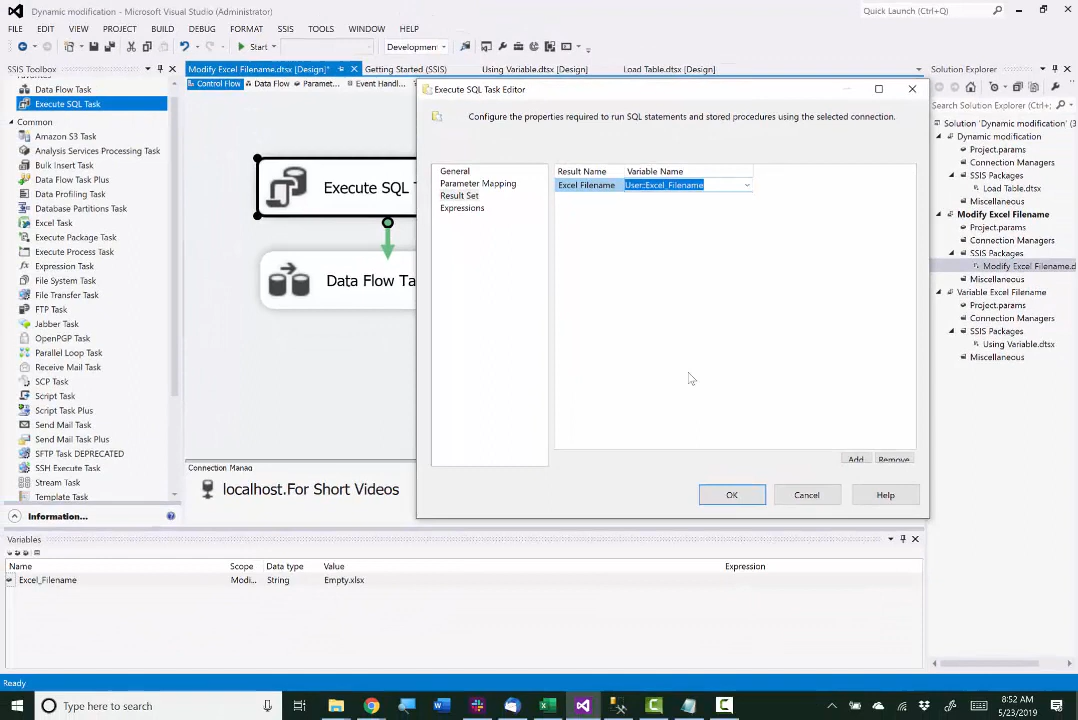 Dynamic modification - Microsoft Visual Studio (Administrator)
Quick Launch (Ctrl+Q)
FILE EDIT VIEW PROJECT BUILD DEBUG FORMAT SSIS TOOLS WINDOW HELP
Start
Developmen
SSIS Toolbox
Favorites
Data Flow Task
Execute SQL Task
Common
Amazon S3 Task
Analysis Services Processing Task
Bulk Insert Task
Data Flow Task Plus
Data Profiling Task
Database Partitions Task
Excel Task
Execute Package Task
Execute Process Task
Expression Task
File System Task
File Transfer Task
FTP Task
Jabber Task
OpenPGP Task
Parallel Loop Task
Receive Mail Task
SCP Task
Script Task
Script Task Plus
Send Mail Task
Send Mail Task Plus
SFTP Task DEPRECATED
SSH Execute Task
Stream Task
Template Task
Information...
Modify Excel Filename.dtsx [Design]*
Getting Started (SSIS)
Using Variable.dtsx [Design]
Load Table.dtsx [Design]
Control Flow
Data Flow
Paramet...
Event Handl...
Execute SQL T
Data Flow Ta
Connection Manag
localhost.For Short Videos
Execute SQL Task Editor
Configure the properties required to run SQL statements and stored procedures using the selected connection.
General
Parameter Mapping
Result Set
Expressions
Result Name Variable Name
Excel Filename User::Excel_Filename
Add Remove
OK Cancel Help
Solution Explorer
Search Solution Explorer (Ctrl+;)
Solution 'Dynamic modification' (3
Dynamic modification
Project.params
Connection Managers
SSIS Packages
Load Table.dtsx
Miscellaneous
Modify Excel Filename
Project.params
Connection Managers
SSIS Packages
Modify Excel Filename.d
Miscellaneous
Variable Excel Filename
Project.params
Connection Managers
SSIS Packages
Using Variable.dtsx
Miscellaneous
Variables
Name Scope Data type Value Expression
Excel_Filename Modi... String Empty.xlsx
Ready
Type here to search
8:52 AM
5/23/2019